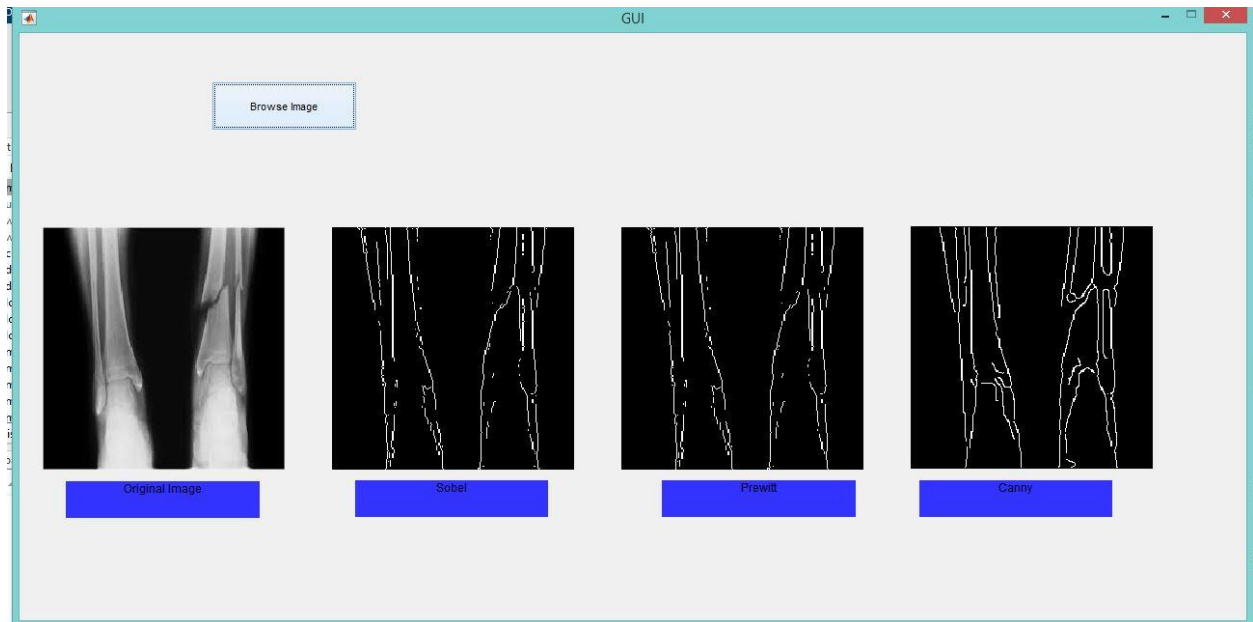 GUI
Browse Image
Original Image
Sobel
Prewitt
Canny